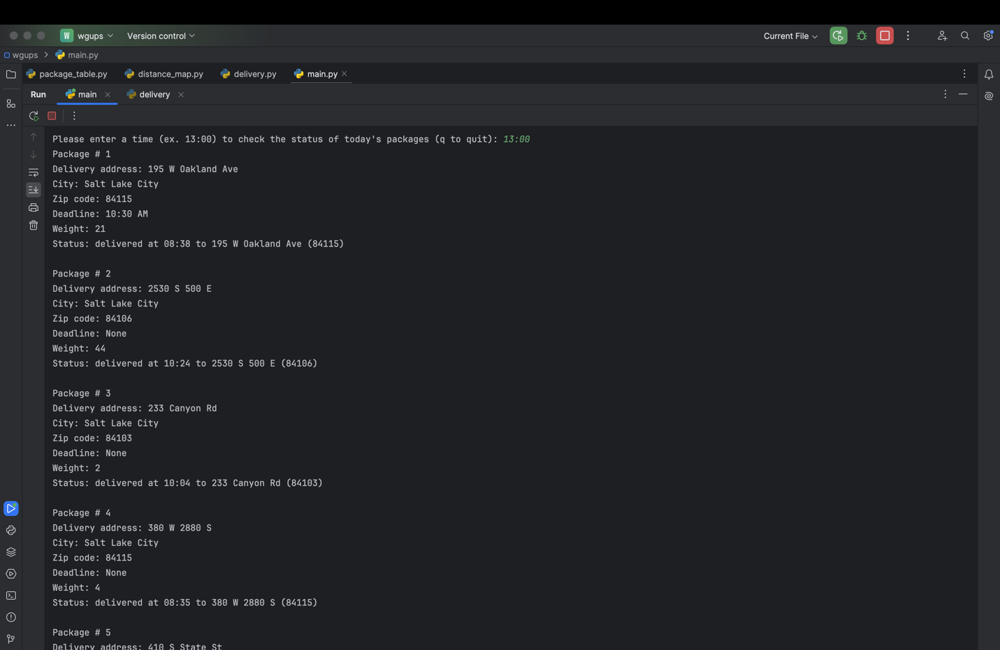 W wgups Version control Current File
wgups > main.py
package_table.py distance_map.py delivery.py main.py
Run main delivery
Please enter a time (ex. 13:00) to check the status of today's packages (q to quit): 13:00
Package # 1
Delivery address: 195 W Oakland Ave
City: Salt Lake City
Zip code: 84115
Deadline: 10:30 AM
Weight: 21
Status: delivered at 08:38 to 195 W Oakland Ave (84115)
Package # 2
Delivery address: 2530 S 500 E
City: Salt Lake City
Zip code: 84106
Deadline: None
Weight: 44
Status: delivered at 10:24 to 2530 S 500 E (84106)
Package # 3
Delivery address: 233 Canyon Rd
City: Salt Lake City
Zip code: 84103
Deadline: None
Weight: 2
Status: delivered at 10:04 to 233 Canyon Rd (84103)
Package # 4
Delivery address: 380 W 2880 S
City: Salt Lake City
Zip code: 84115
Deadline: None
Weight: 4
Status: delivered at 08:35 to 380 W 2880 S (84115)
Package # 5
Delivery address: 410 S State St